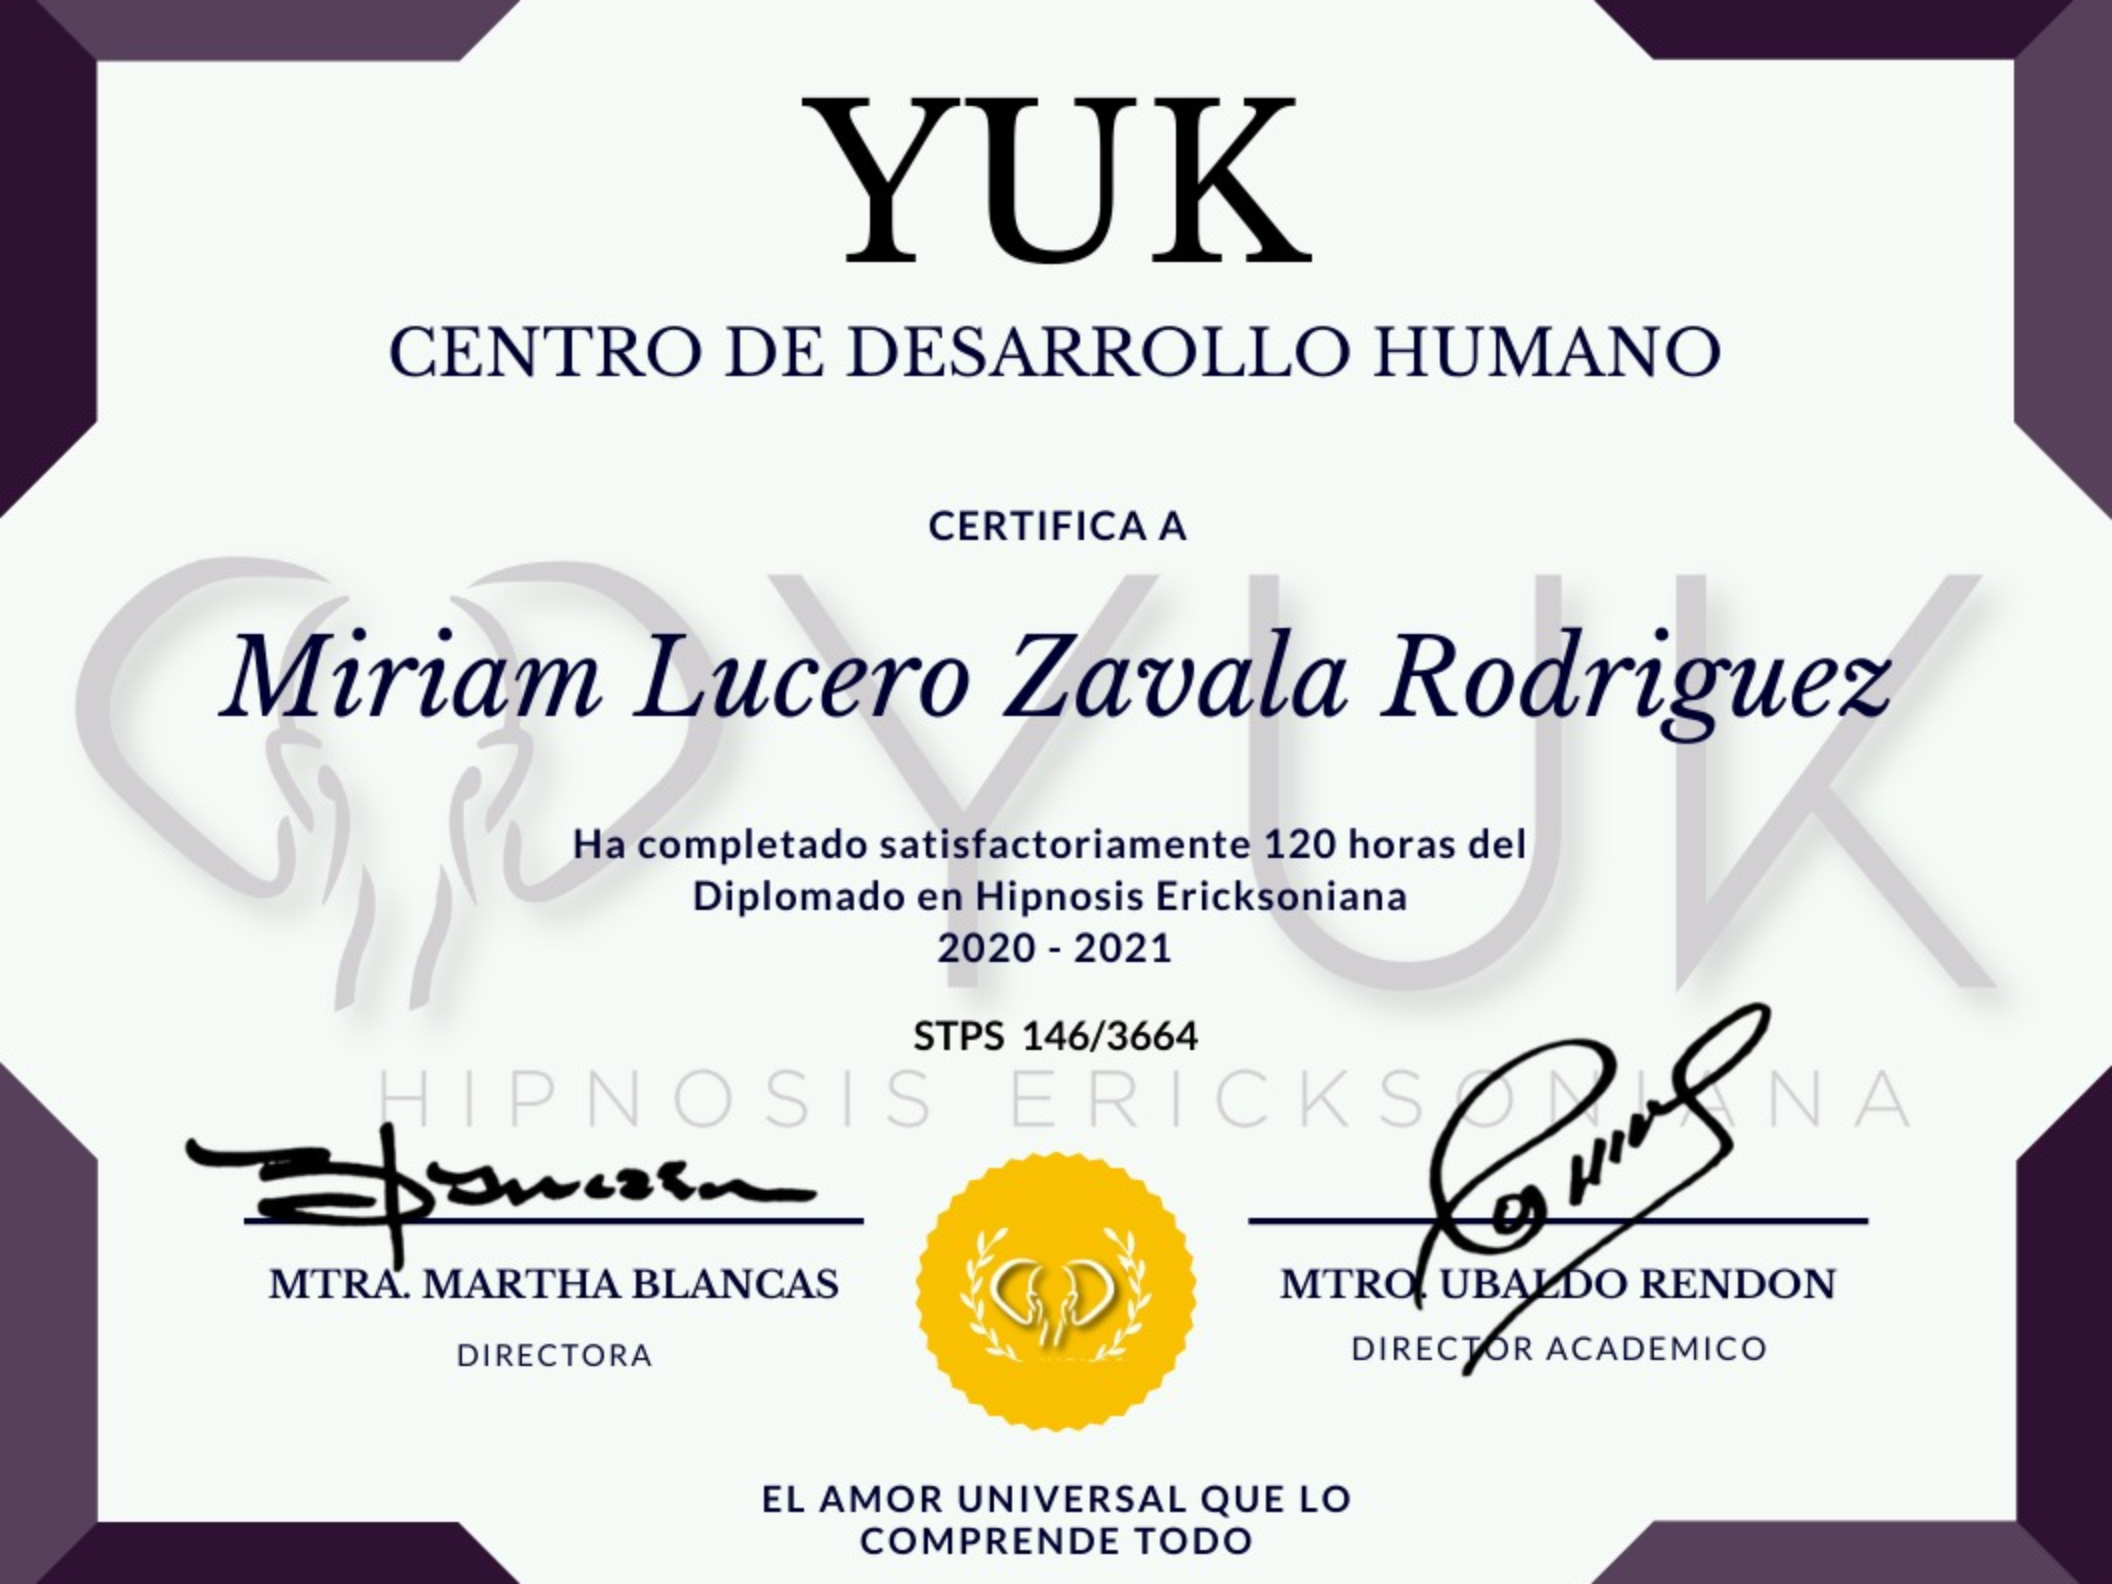 YUK
CENTRO DE DESARROLLO HUMANO
CERTIFICA A
YUK
Miriam Lucero Zavala Rodriguez
Ha completado satisfactoriamente 120 horas del
Diplomado en Hipnosis Ericksoniana
2020 - 2021
STPS 146/3664
HIPNOSIS ERICKSONIANA
MTRA. MARTHA BLANCAS
MTRO. UBALDO RENDON
DIRECTORA
DIRECTOR ACADEMICO
EL AMOR UNIVERSAL QUE LO
COMPRENDE TODO